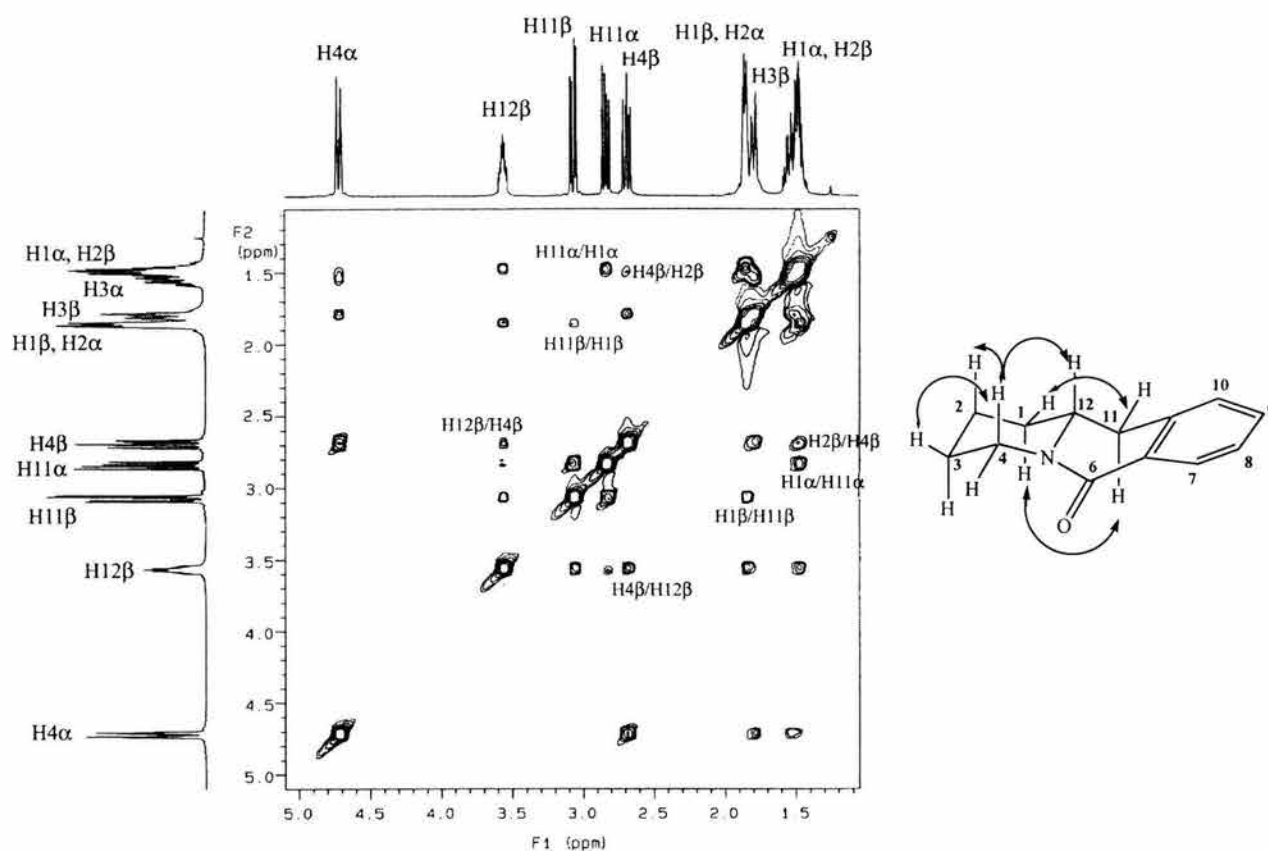 H4α
H12β
H11β
H11α
H4β
H1β, H2α
H3β
H1α, H2β
H1α, H2β
H3α
H3β
H1β, H2α
H4β
H11α
H11β
H12β
H4α
F2
(ppm)
1.5
2.0
2.5
3.0
3.5
4.0
4.5
5.0
H11α/H1α
H4β/H2β
H11β/H1β
H12β/H4β
H2β/H4β
H1α/H11α
H1β/H11β
H4β/H12β
5.0 4.5 4.0 3.5 3.0 2.5 2.0 1.5
F1 (ppm)
H H
H H H 10
2 1 12 11
H 3 4 N 6 7 8
H H H H
O